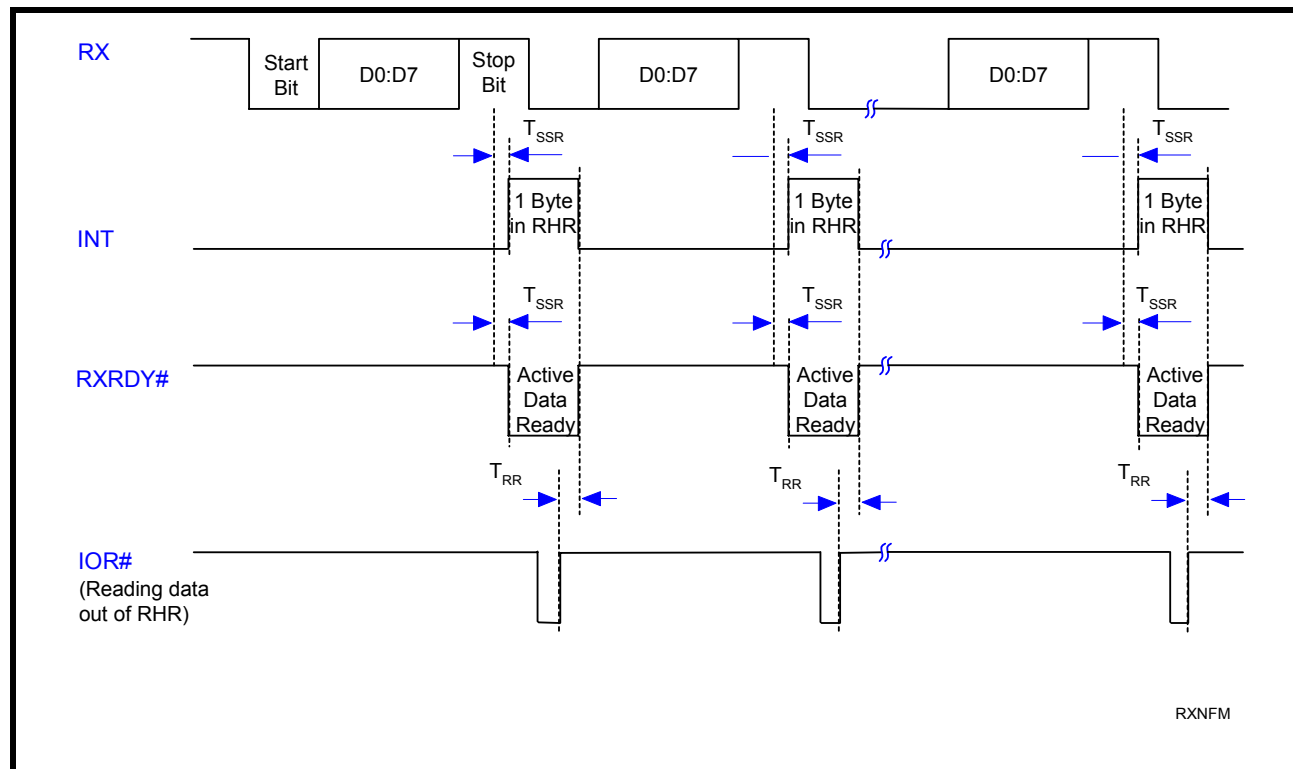 RX
Start
Bit
D0:D7
Stop
Bit
D0:D7
D0:D7
TSSR
TSSR
TSSR
INT
1 Byte
in RHR
1 Byte
in RHR
1 Byte
in RHR
TSSR
TSSR
TSSR
RXRDY#
Active
Data
Ready
Active
Data
Ready
Active
Data
Ready
TRR
TRR
TRR
IOR#
(Reading data
out of RHR)
RXNFM